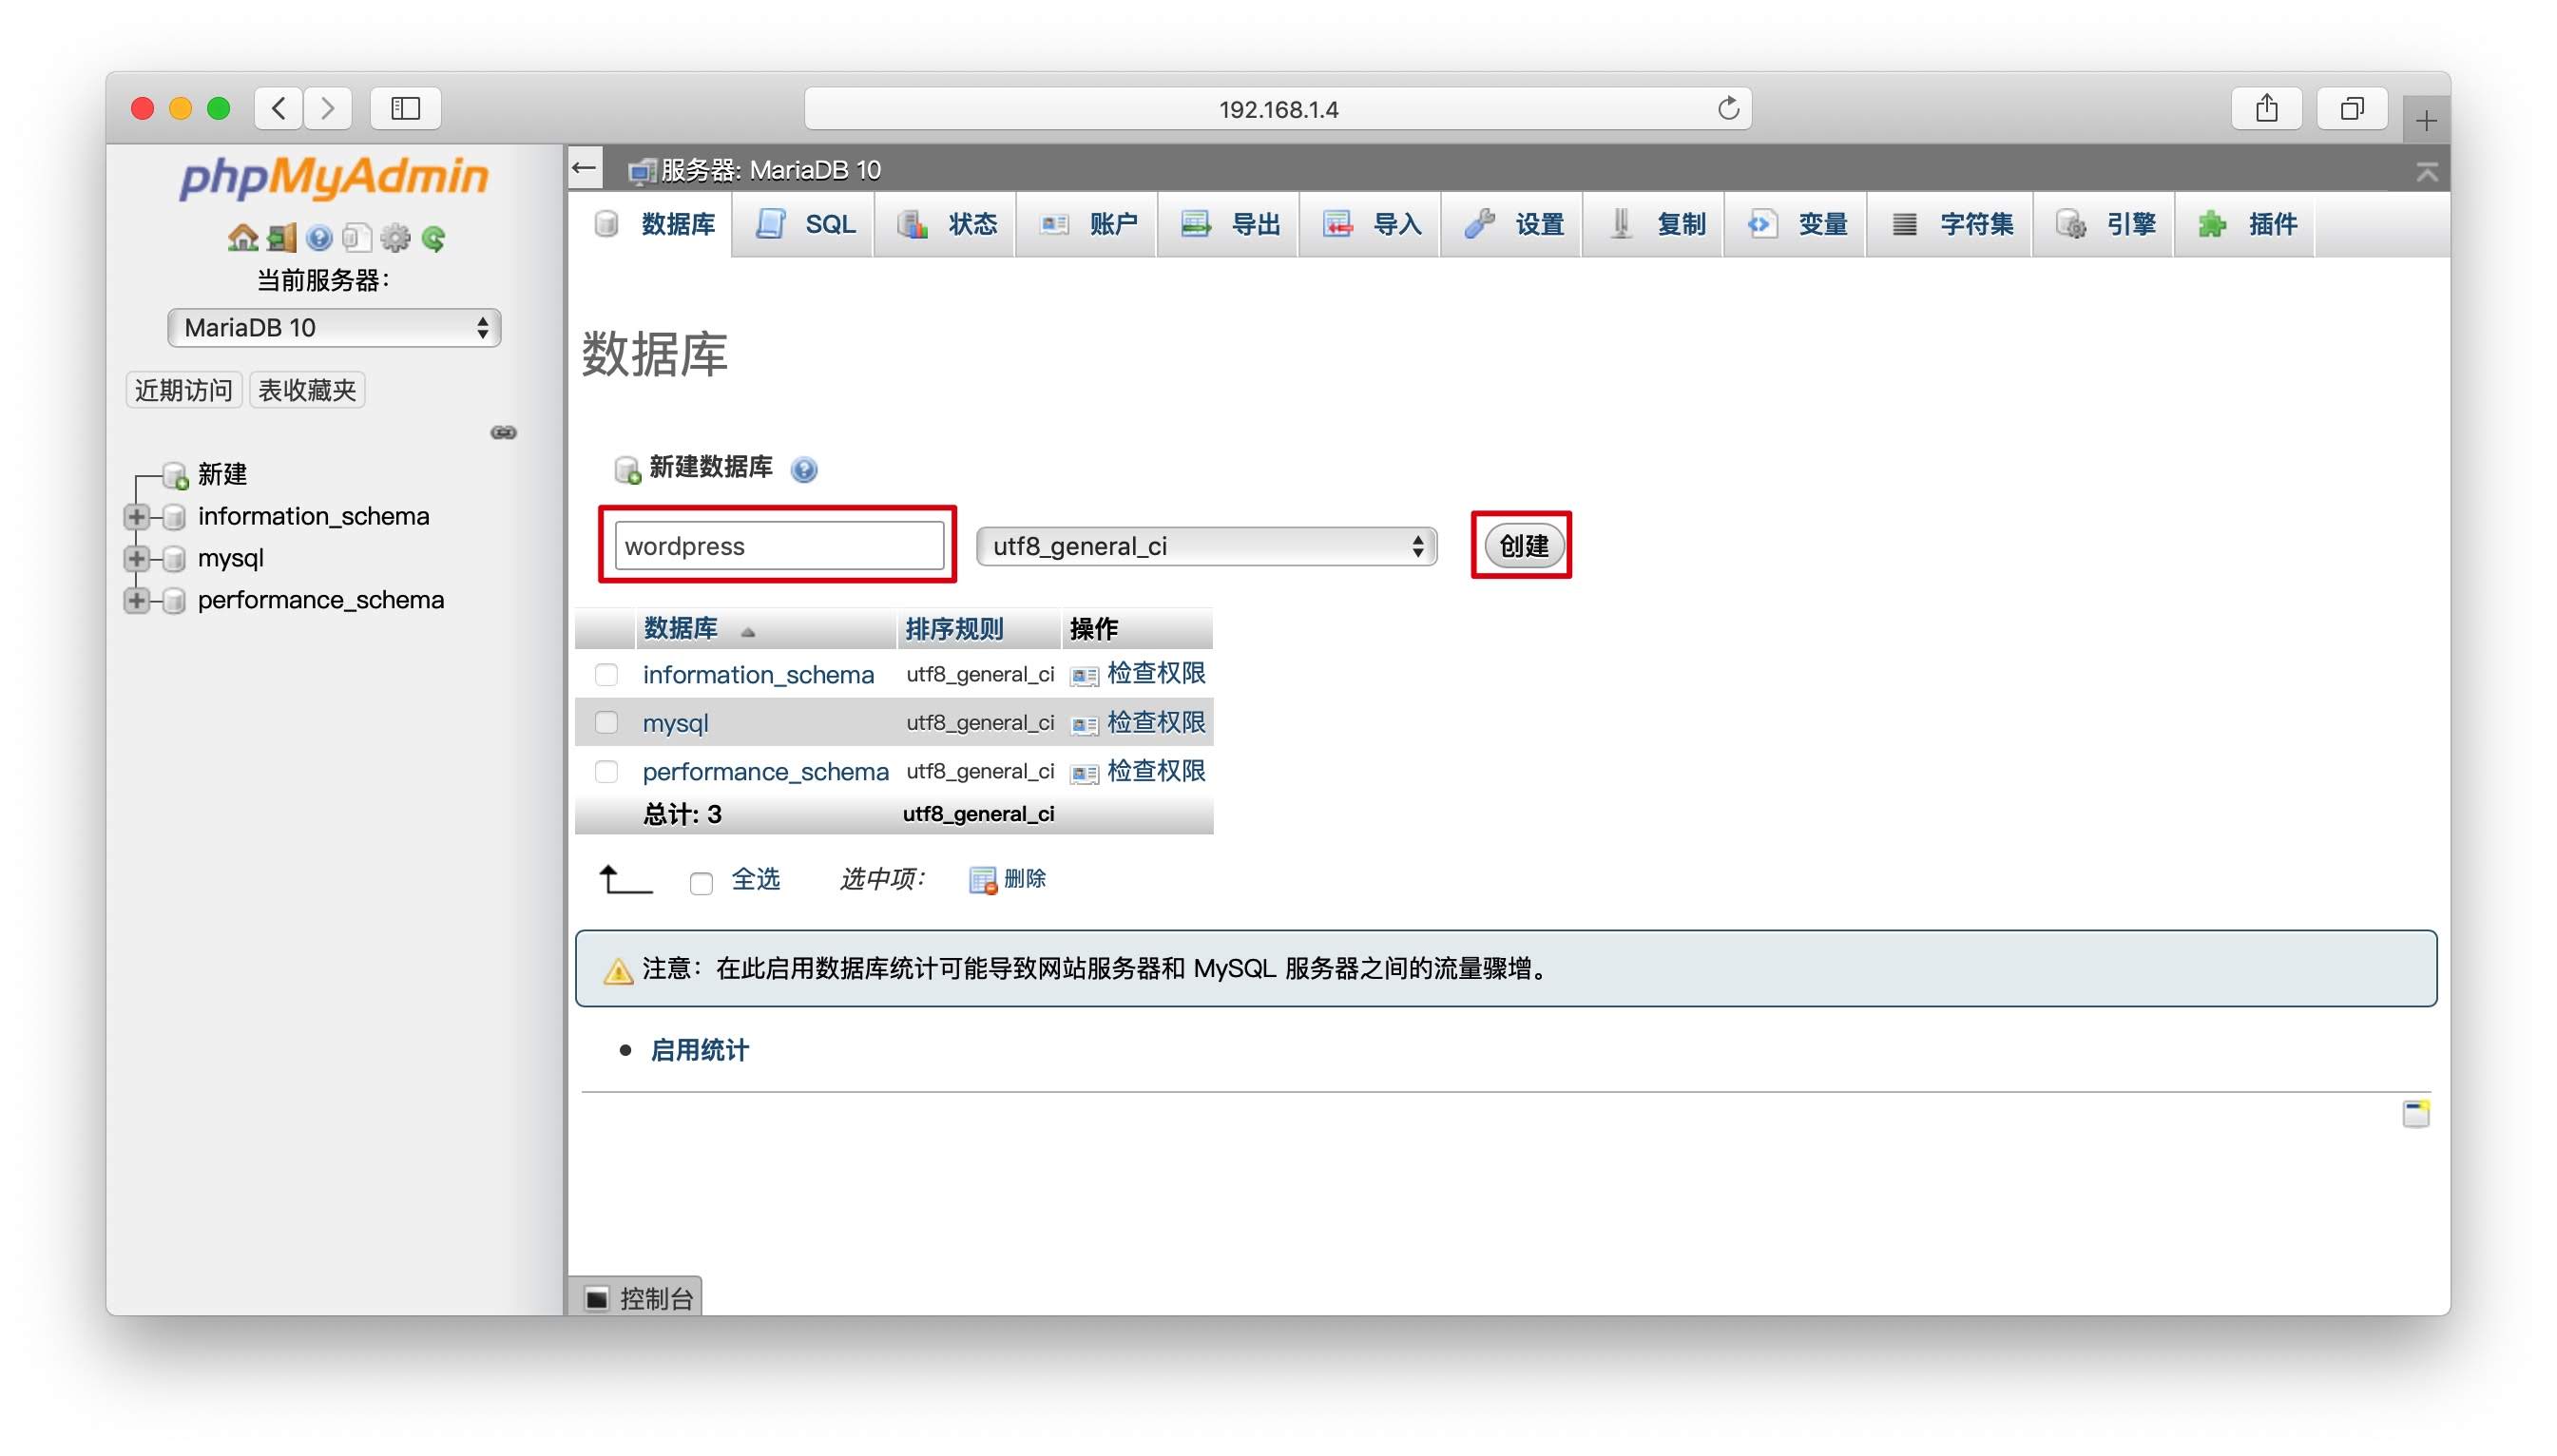 192.168.1.4
phpMyAdmin
当前服务器：
MariaDB 10
近期访问 表收藏夹
新建
information_schema
mysql
performance_schema
服务器: MariaDB 10
数据库 SQL 状态 账户 导出 导入 设置 复制 变量 字符集 引擎 插件
数据库
新建数据库
wordpress utf8_general_ci 创建
数据库 排序规则 操作
information_schema utf8_general_ci 检查权限
mysql utf8_general_ci 检查权限
performance_schema utf8_general_ci 检查权限
总计: 3 utf8_general_ci
全选 选中项： 删除
注意：在此启用数据库统计可能导致网站服务器和 MySQL 服务器之间的流量骤增。
启用统计
控制台